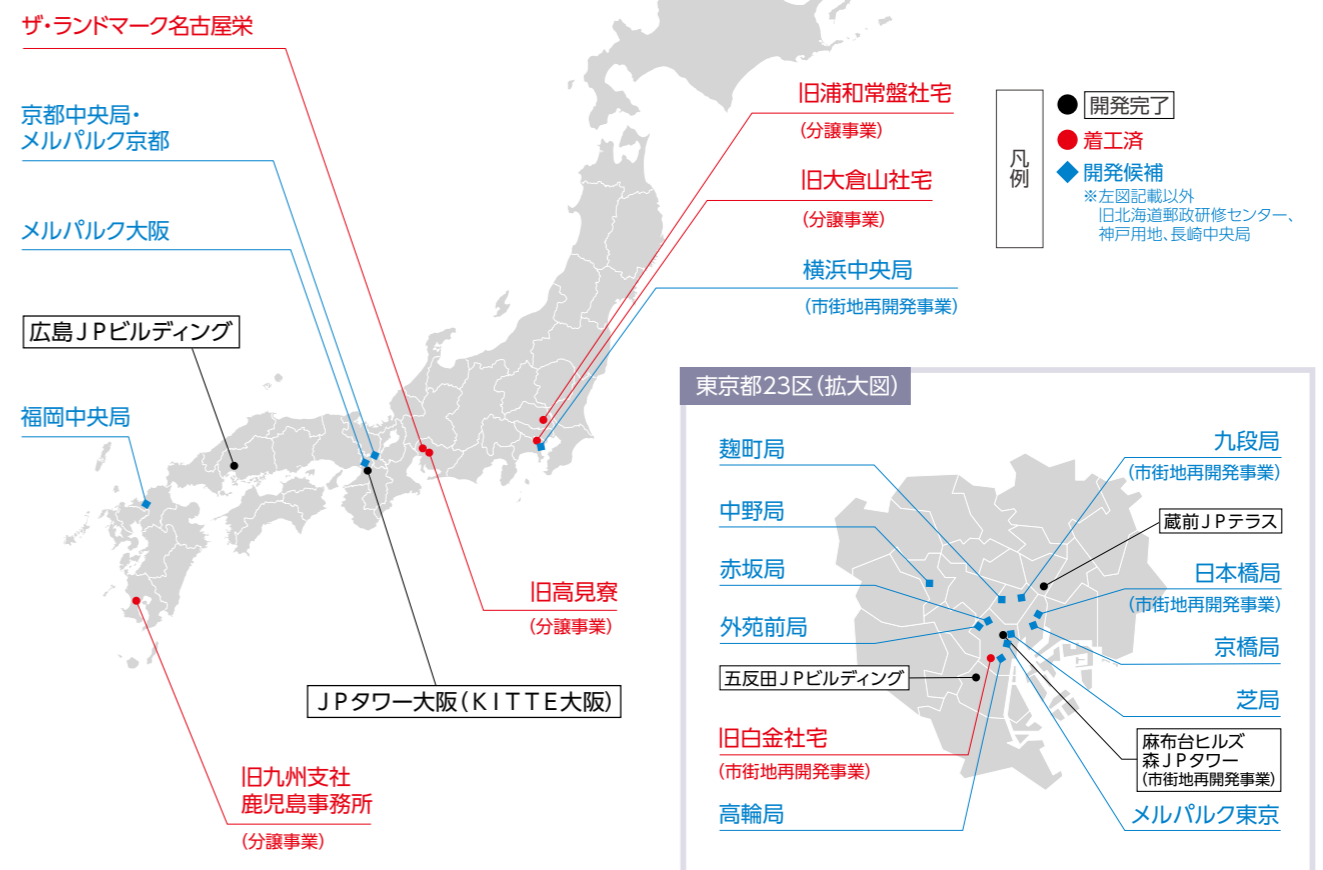 ザ・ランドマーク名古屋栄
京都中央局・
メルパルク京都
メルパルク大阪
広島JPビルディング
福岡中央局
旧浦和常盤社宅
(分譲事業)
旧大倉山社宅
(分譲事業)
横浜中央局
(市街地再開発事業)
凡例
開発完了
着工済
開発候補
※左図記載以外
旧北海道郵政研修センター、
神戸用地、長崎中央局
旧高見寮
(分譲事業)
JPタワー大阪(KITTE大阪)
旧九州支社
鹿児島事務所
(分譲事業)
東京都23区(拡大図)
麹町局
中野局
赤坂局
外苑前局
五反田JPビルディング
旧白金社宅
(市街地再開発事業)
高輪局
九段局
(市街地再開発事業)
蔵前JPテラス
日本橋局
(市街地再開発事業)
京橋局
芝局
麻布台ヒルズ
森JPタワー
(市街地再開発事業)
メルパルク東京